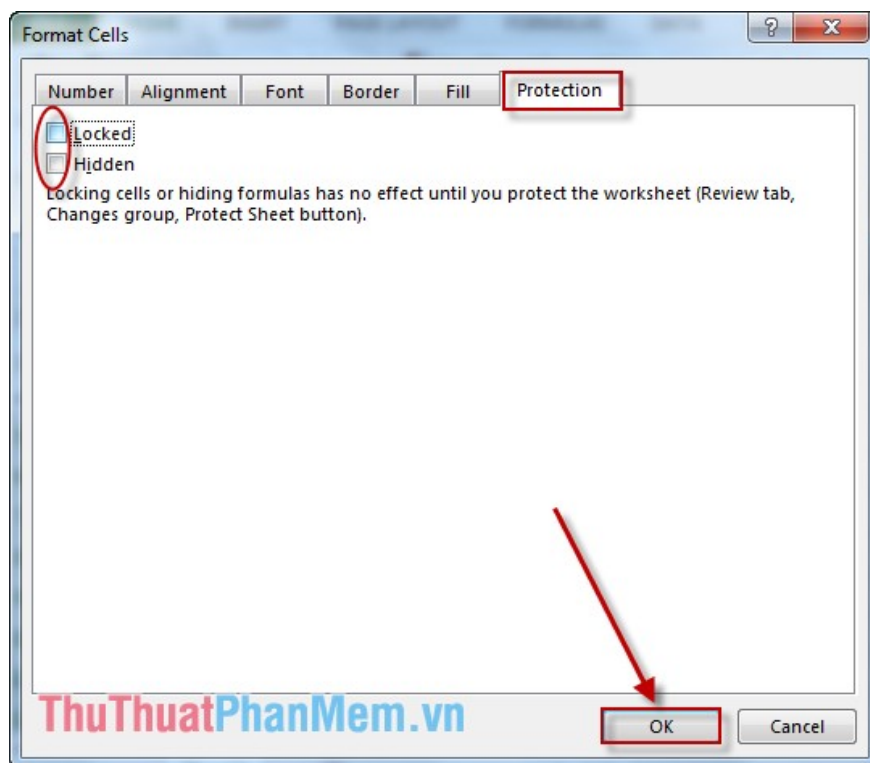 Format Cells
Number Alignment Font Border Fill Protection
Locked
Hidden
Locking cells or hiding formulas has no effect until you protect the worksheet (Review tab,
Changes group, Protect Sheet button).
ThuThuatPhanMem.vn
OK Cancel